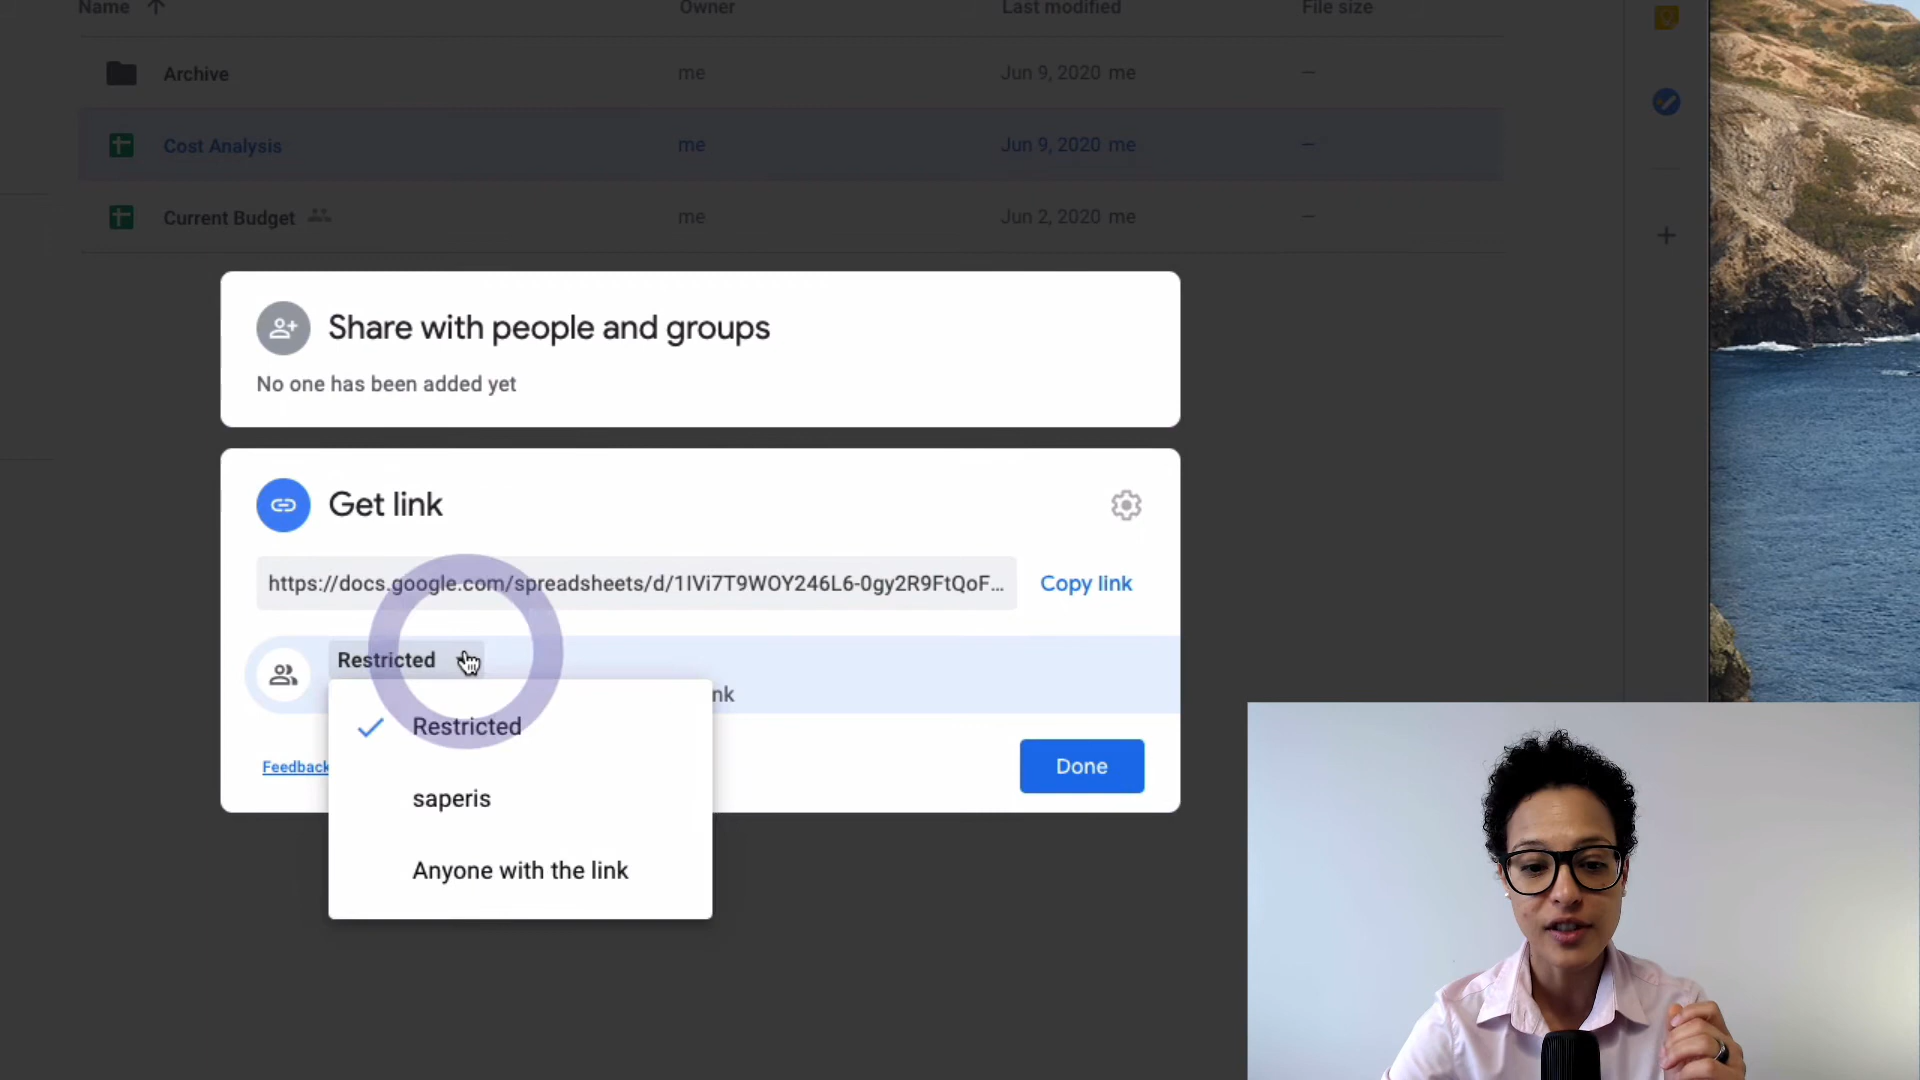 Name Owner Last modified File size
Archive me Jun 9, 2020 me —
Cost Analysis me Jun 9, 2020 me —
Current Budget me Jun 2, 2020 me —
Share with people and groups
No one has been added yet
Get link
https://docs.google.com/spreadsheets/d/1IVi7T9WOY246L6-0gy2R9FtQoF... Copy link
Restricted
nk
Restricted
Feedback Done
saperis
Anyone with the link